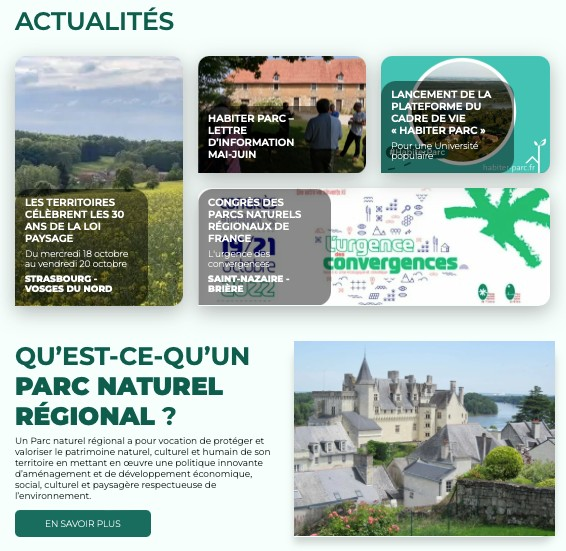 ACTUALITÉS
LES TERRITOIRES
CÉLÈBRENT LES 30
ANS DE LA LOI
PAYSAGE
Du mercredi 18 octobre
au vendredi 20 octobre
STRASBOURG -
VOSGES DU NORD
HABITER PARC –
LETTRE
D'INFORMATION
MAI-JUIN
LANCEMENT DE LA
PLATEFORME DU
CADRE DE VIE
« HABITER PARC »
Pour une Université
populaire
habiter-parc.fr
CONGRÈS DES
PARCS NATURELS
RÉGIONAUX DE
FRANCE
L'urgence des
convergences
SAINT-NAZAIRE -
BRIÈRE
19/21
2022
l'urgence
des
convergences
QU'EST-CE-QU'UN
PARC NATUREL
RÉGIONAL ?
Un Parc naturel régional a pour vocation de protéger et
valoriser le patrimoine naturel, culturel et humain de son
territoire en mettant en œuvre une politique innovante
d'aménagement et de développement économique,
social, culturel et paysagère respectueuse de
l'environnement.
EN SAVOIR PLUS